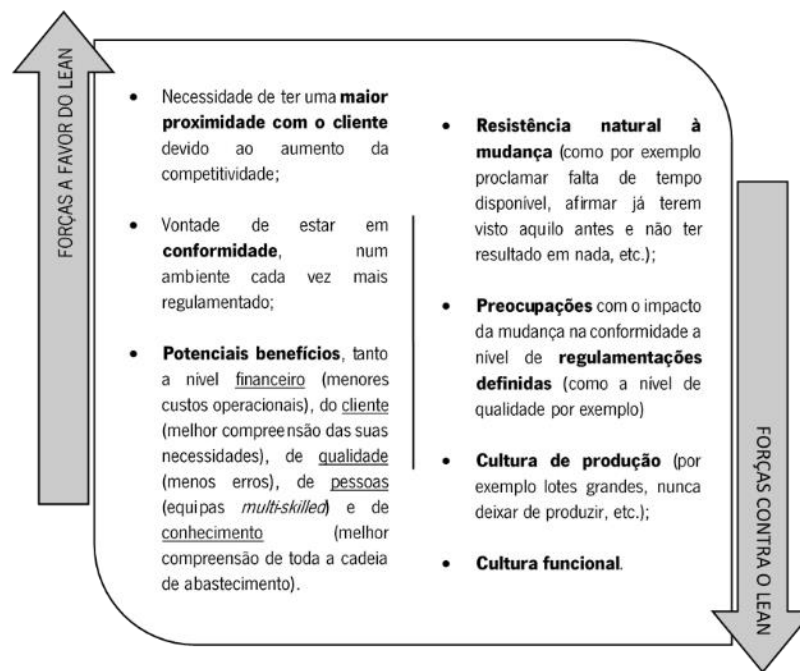 FORÇAS A FAVOR DO LEAN
• Necessidade de ter uma maior
proximidade com o cliente
devido ao aumento da
competitividade;
• Vontade de estar em
conformidade, num
ambiente cada vez mais
regulamentado;
• Potenciais benefícios, tanto
a nível financeiro (menores
custos operacionais), do cliente
(melhor compreensão das suas
necessidades), de qualidade
(menos erros), de pessoas
(equipas multi-skilled) e de
conhecimento (melhor
compreensão de toda a cadeia
de abastecimento).
• Resistência natural à
mudança (como por exemplo
proclamar falta de tempo
disponível, afirmar já terem
visto aquilo antes e não ter
resultado em nada, etc.);
• Preocupações com o impacto
da mudança na conformidade a
nível de regulamentações
definidas (como a nível de
qualidade por exemplo)
• Cultura de produção (por
exemplo lotes grandes, nunca
deixar de produzir, etc.);
• Cultura funcional.
FORÇAS CONTRA O LEAN